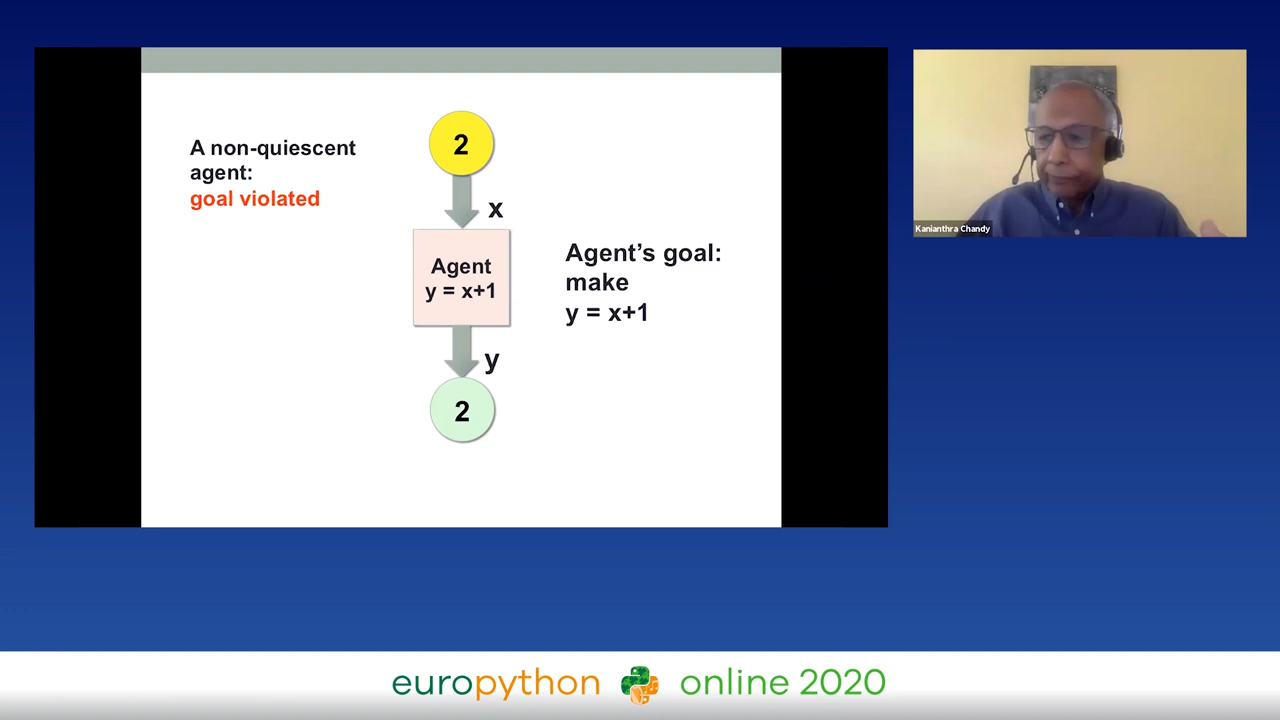 A non-quiescent
agent:
goal violated
2
x
Agent
y = x+1
Agent's goal:
make
y = x+1
y
2
Kanianthra Chandy
europython online 2020